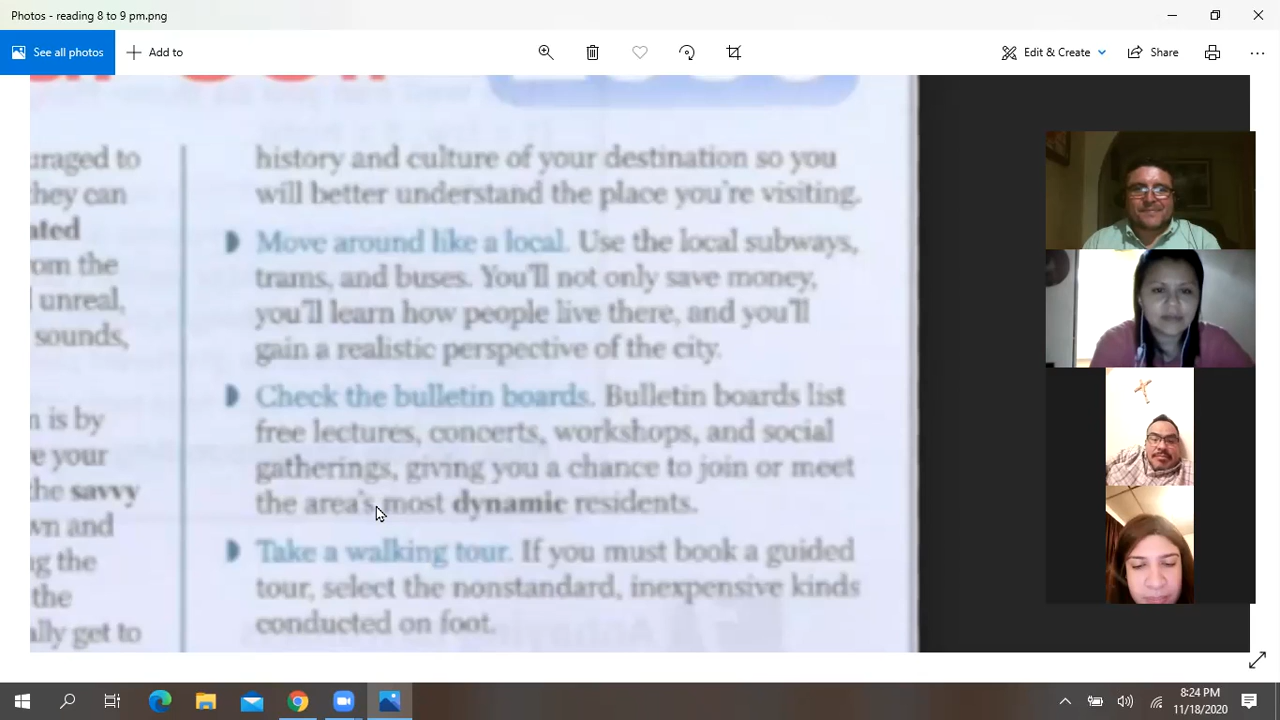 Photos - reading 8 to 9 pm.png
See all photos
Add to
Edit & Create
Share
uraged to
they can
om the
unreal,
sounds,
n is by
e your
the savvy
wn and
g the
the
ally get to
history and culture of your destination so you
will better understand the place you're visiting.
Move around like a local. Use the local subways,
trams, and buses. You'll not only save money,
you'll learn how people live there, and you'll
gain a realistic perspective of the city.
Check the bulletin boards. Bulletin boards list
free lectures, concerts, workshops, and social
gatherings, giving you a chance to join or meet
the area's most dynamic residents.
Take a walking tour. If you must book a guided
tour, select the nonstandard, inexpensive kinds
conducted on foot.
8:24 PM
11/18/2020